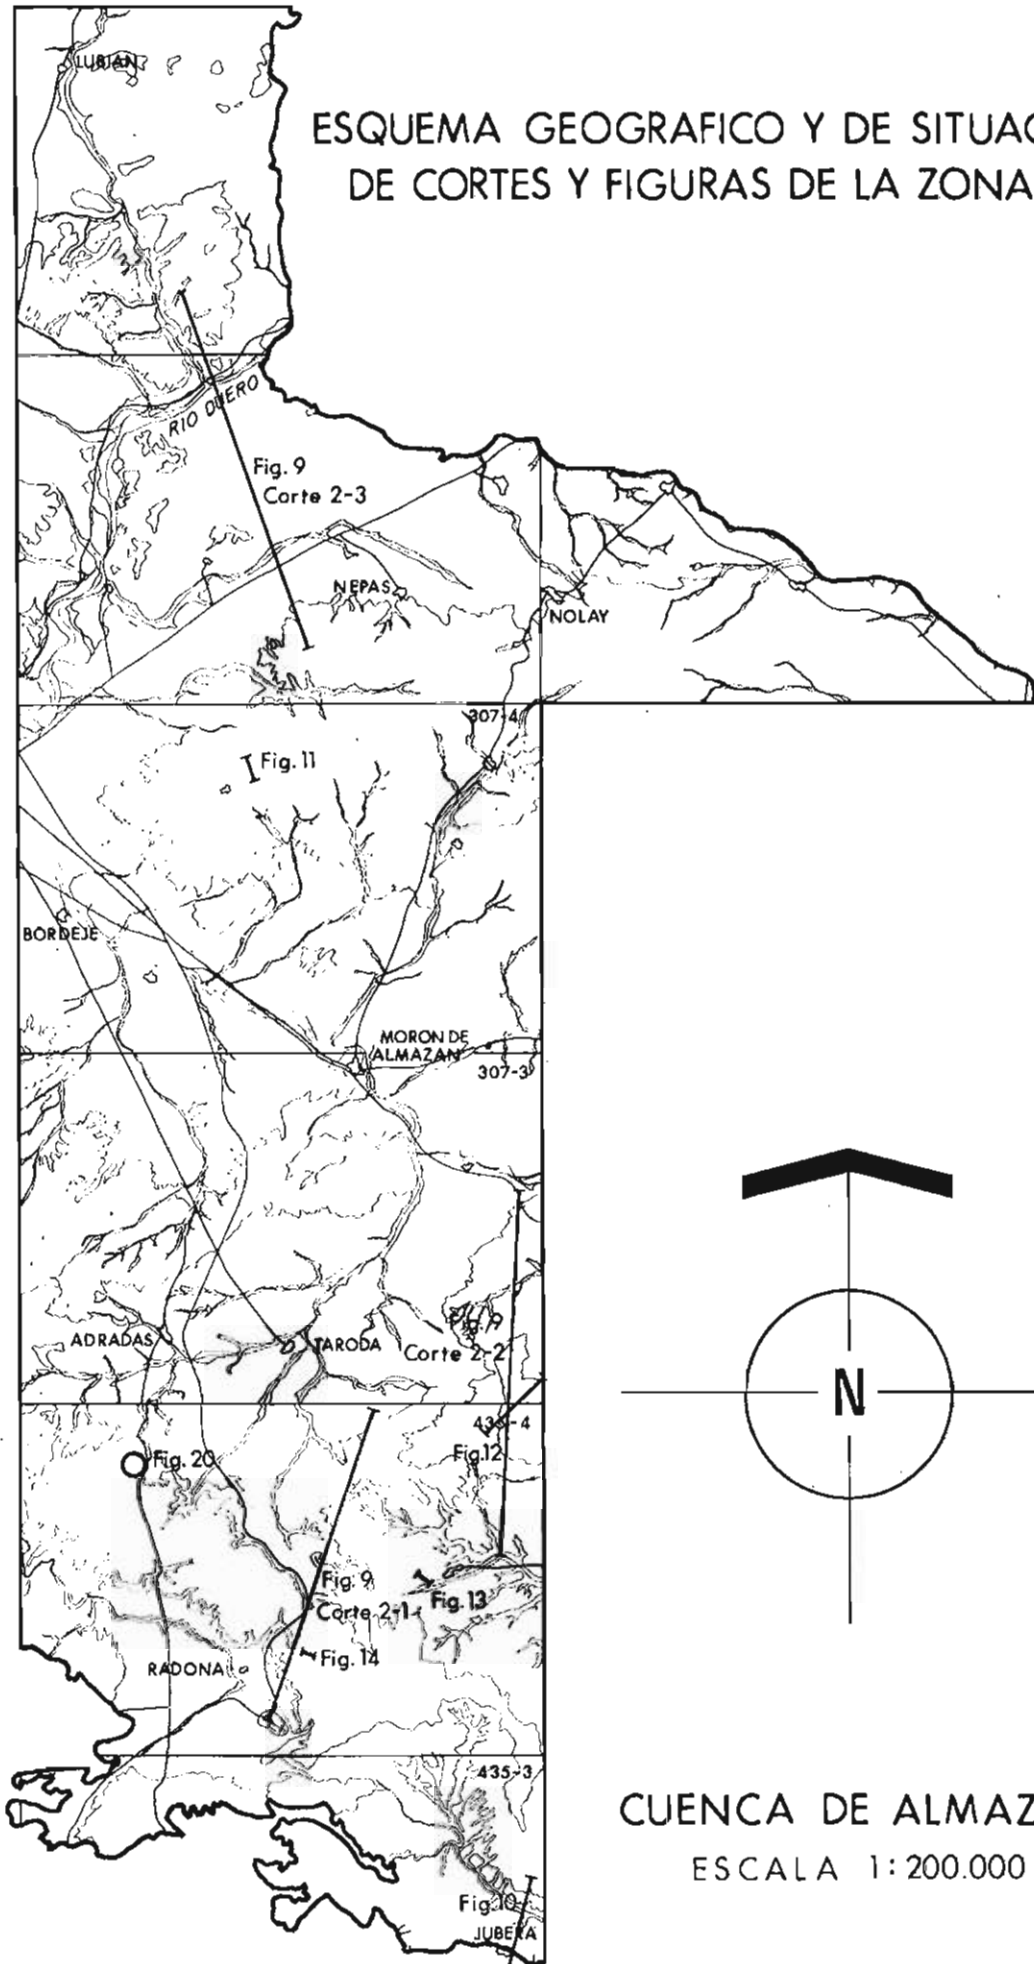 LUBIAN
ESQUEMA GEOGRAFICO Y DE SITUAC
DE CORTES Y FIGURAS DE LA ZONA
RIO DUERO
Fig. 9
Corte 2-3
NEPAS
NOLAY
307-4
Fig. 11
BORDEJE
MORON DE
ALMAZAN
307-3
ADRADAS
TARODA
Fig. 9
Corte 2-2
Fig. 12
Fig. 20
Fig. 9
Corte 2-1
Fig. 13
Fig. 14
RADONA
435-3
CUENCA DE ALMAZ
ESCALA 1:200.000
Fig. 10
JUBERA
N